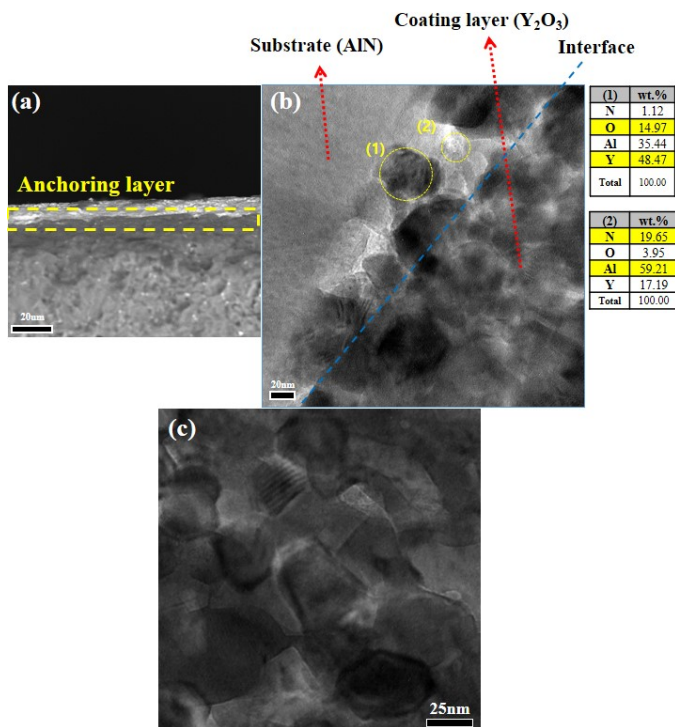 Coating layer (Y₂O₃)
Substrate (AlN)
Interface
(a)
Anchoring layer
20um
(b)
(1)
(2)
20nm
(1) wt.%
N 1.12
O 14.97
Al 35.44
Y 48.47
Total 100.00
(2) wt.%
N 19.65
O 3.95
Al 59.21
Y 17.19
Total 100.00
(c)
25nm